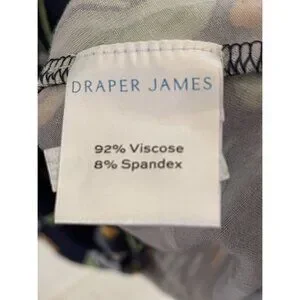 DRAPER JAMES
92% Viscose
8% Spandex